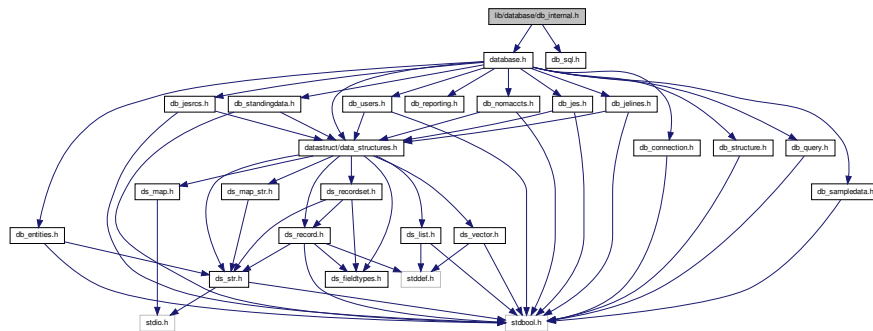 lib/database/db_internal.h
database.h
db_sql.h
db_jesrcs.h
db_standingdata.h
db_users.h
db_reporting.h
db_nomaccts.h
db_jes.h
db_jelines.h
datastruct/data_structures.h
db_connection.h
db_structure.h
db_query.h
ds_map.h
ds_map_str.h
ds_recordset.h
db_sampledata.h
db_entities.h
ds_record.h
ds_list.h
ds_vector.h
ds_str.h
ds_fieldtypes.h
stddef.h
stdio.h
stdbool.h